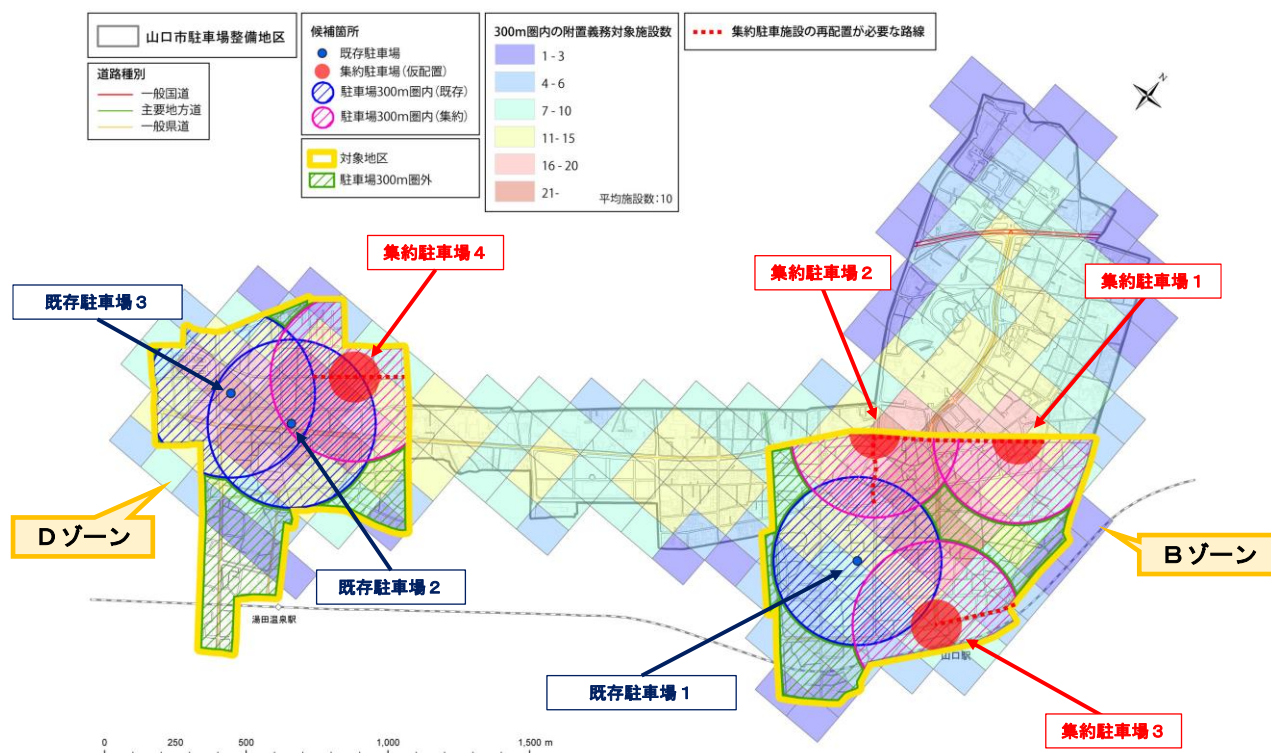 山口市駐車場整備地区
道路種別
一般国道
主要地方道
一般県道
候補箇所
既存駐車場
集約駐車場(仮配置)
駐車場300m圏内(既存)
駐車場300m圏内(集約)
対象地区
駐車場300m圏外
300m圏内の附置義務対象施設数
1 - 3
4 - 6
7 - 10
11- 15
16 - 20
21-
平均施設数:10
集約駐車施設の再配置が必要な路線
N
集約駐車場4
集約駐車場2
集約駐車場1
既存駐車場3
Dゾーン
Bゾーン
既存駐車場2
湯田温泉駅
山口駅
既存駐車場1
集約駐車場3
0 250 500 1,000 1,500 m